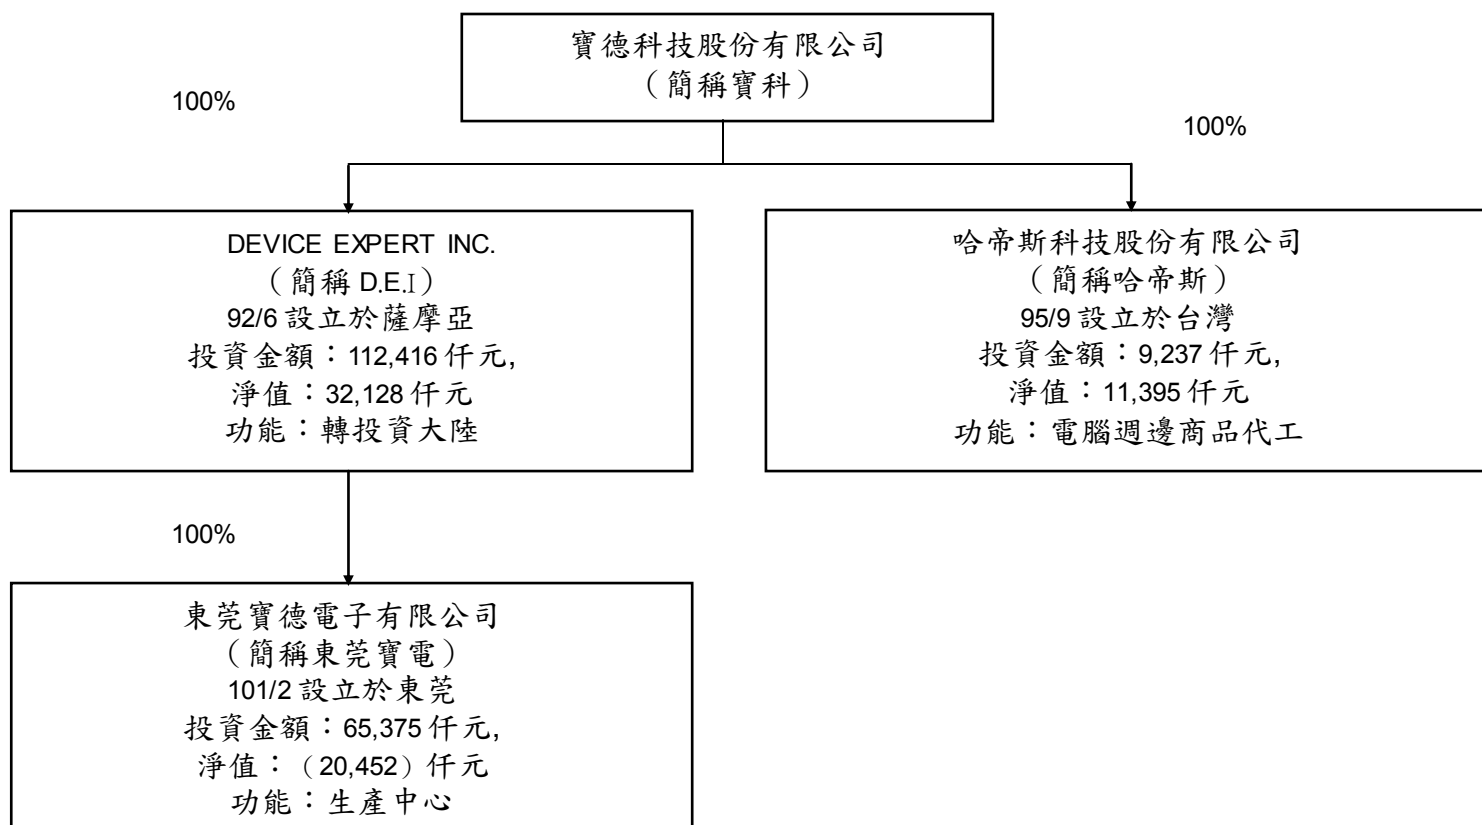 寶德科技股份有限公司
（簡稱寶科）
100%
100%
DEVICE EXPERT INC.
（簡稱 D.E.I）
92/6 設立於薩摩亞
投資金額：112,416 仟元,
淨值：32,128 仟元
功能：轉投資大陸
哈帝斯科技股份有限公司
（簡稱哈帝斯）
95/9 設立於台灣
投資金額：9,237 仟元,
淨值：11,395 仟元
功能：電腦週邊商品代工
100%
東莞寶德電子有限公司
（簡稱東莞寶電）
101/2 設立於東莞
投資金額：65,375 仟元,
淨值：（20,452）仟元
功能：生產中心